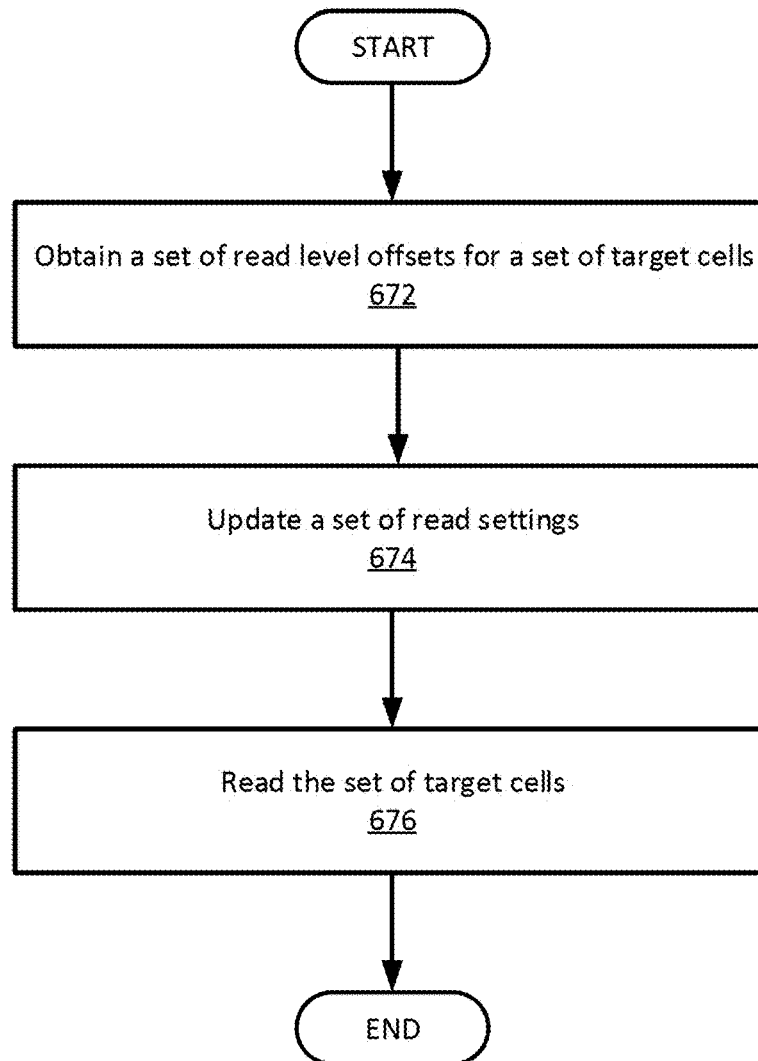 START
Obtain a set of read level offsets for a set of target cells
672
Update a set of read settings
674
Read the set of target cells
676
END